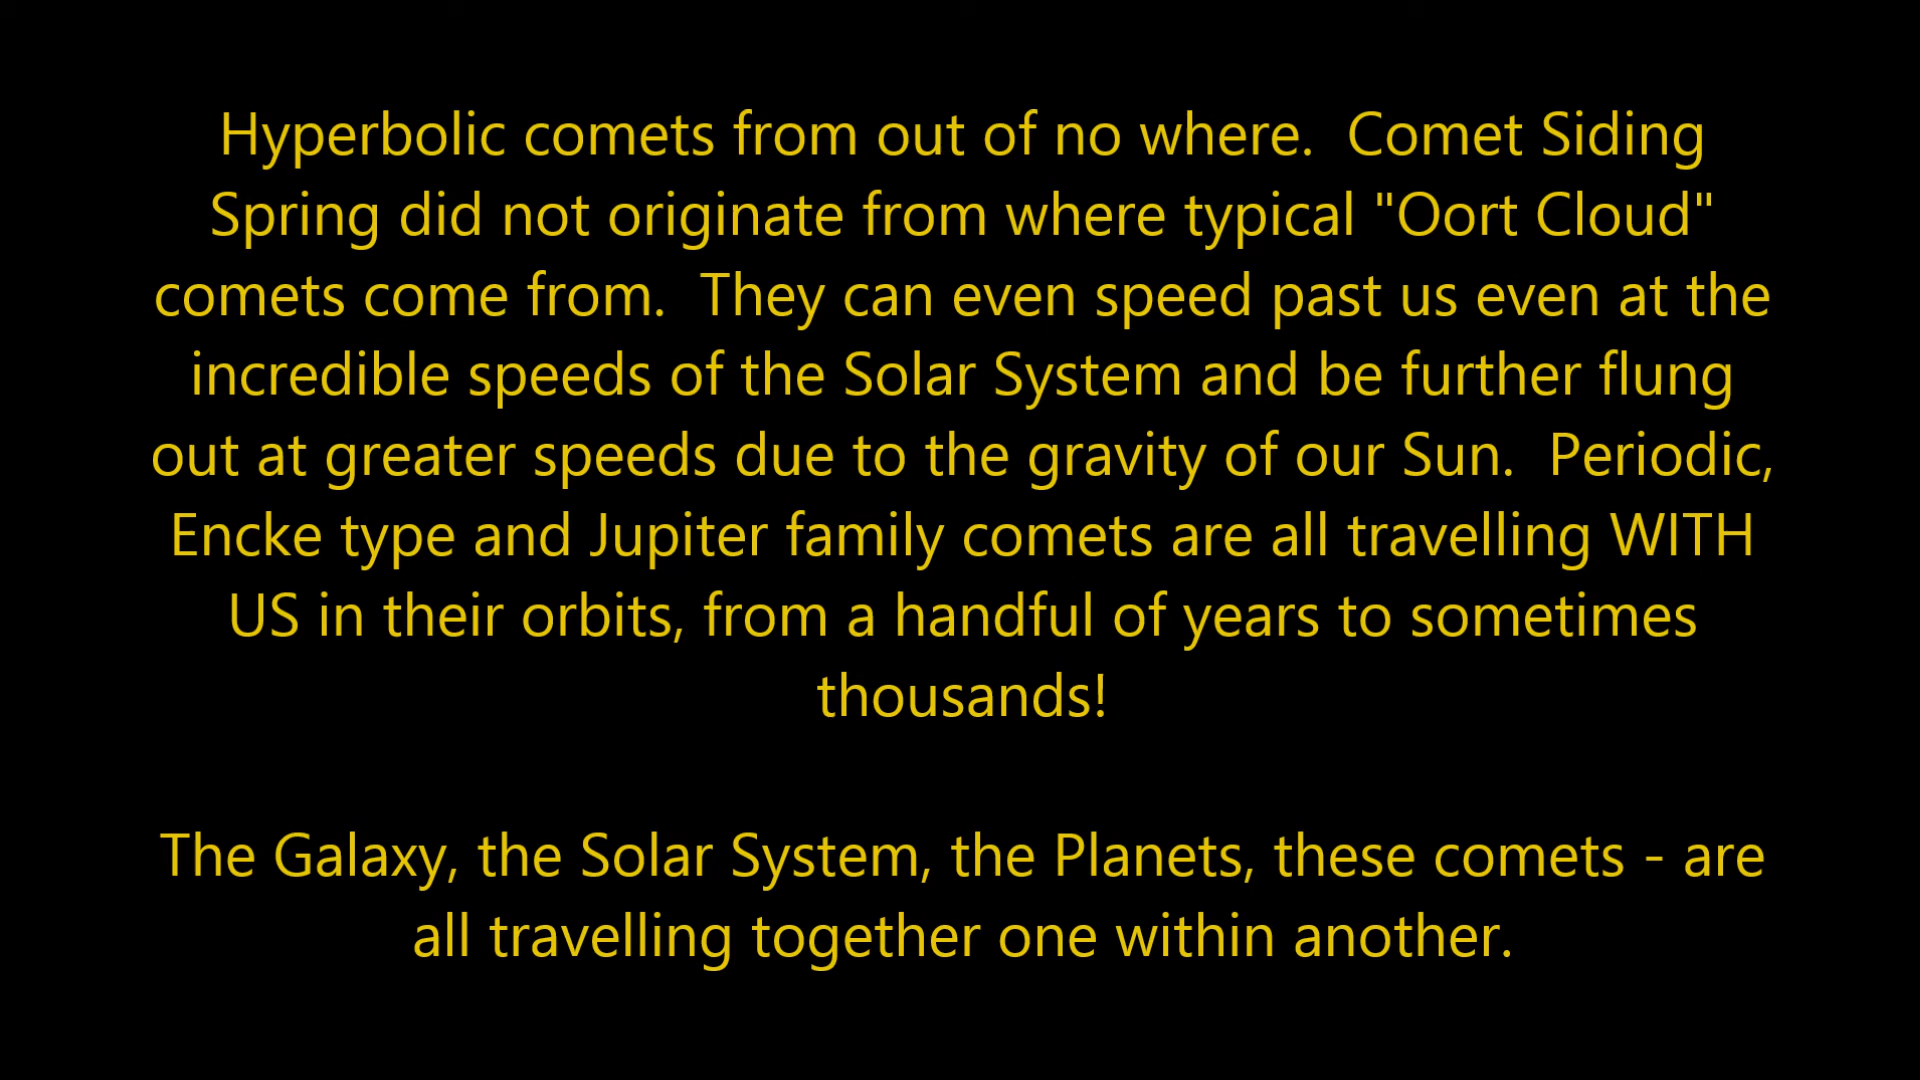 Hyperbolic comets from out of no where.  Comet Siding
Spring did not originate from where typical "Oort Cloud"
comets come from.  They can even speed past us even at the
incredible speeds of the Solar System and be further flung
out at greater speeds due to the gravity of our Sun.  Periodic,
Encke type and Jupiter family comets are all travelling WITH
US in their orbits, from a handful of years to sometimes
thousands!
The Galaxy, the Solar System, the Planets, these comets - are
all travelling together one within another.